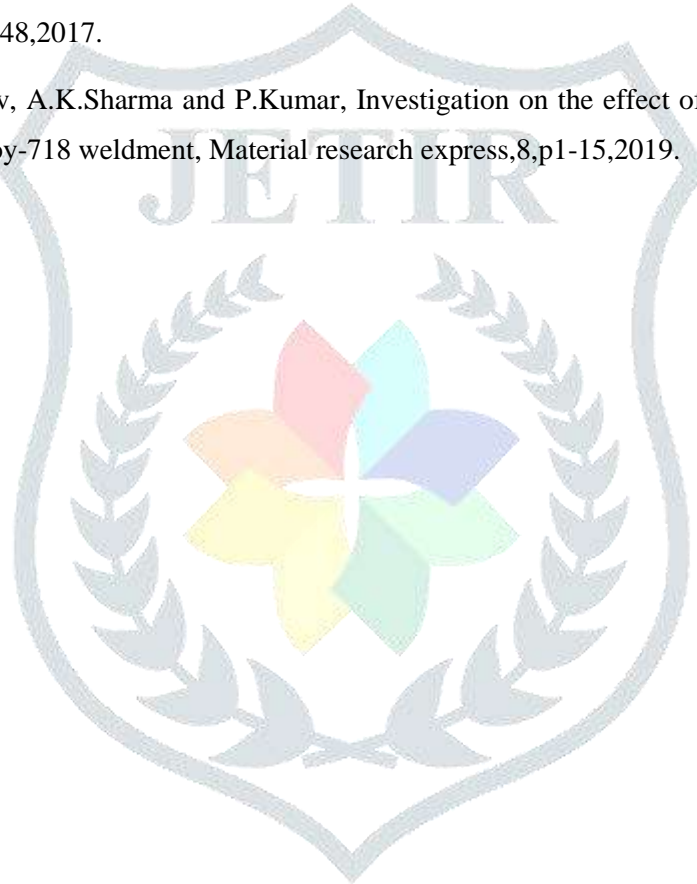 48,2017.
A.K.Sharma and P.Kumar, Investigation on the effect of
-718 weldment, Material research express,8,p1-15,2019.
JETIR